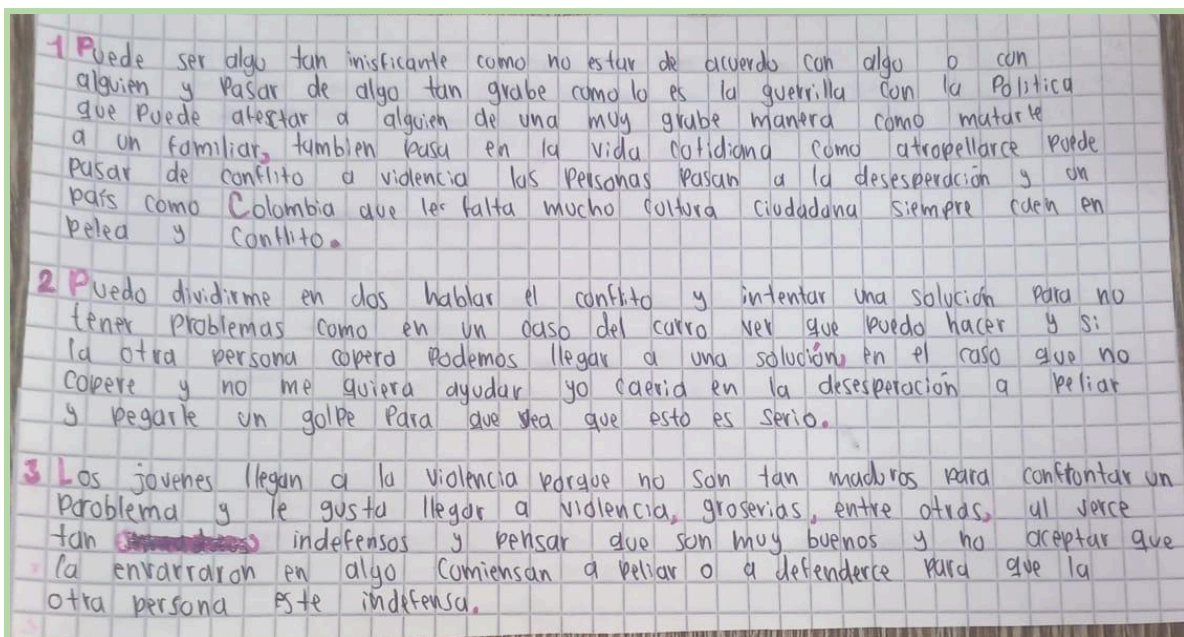 1 Puede ser algo tan inisficante como no estar de acuerdo con algo o con
alguien y Pasar de algo tan grabe como lo es la guerrilla con la Politica
que Puede afestar a alguien de una muy grabe manera como matarle
a un familiar, tambien pasa en la vida cotidiana como atropellarce Puede
pasar de conflito a violencia las Personas Pasan a la desesperación y un
país como Colombia que les falta mucho cultura ciudadana siempre caen en
Pelea y Conflito.
2 Puedo dividirme en dos hablar el conflito y intentar una solución Para no
tener Problemas como en un caso del carro ver que puedo hacer y si
la otra persona copera Podemos llegar a una solución, en el caso que no
copere y no me quiera ayudar yo caeria en la desesperación a peliar
y pegarle un golpe Para que vea que esto es serio.
3 Los jovenes llegan a la violencia porque no son tan maduros para confrontar un
Paroblema y le gusta llegar a violencia, groserias, entre otras, al verce
tan indefensos y pensar que son muy buenos y no aceptar que
la envarraron en algo Comiensan a peliar o a defenderce para que la
otra persona este indefensa.